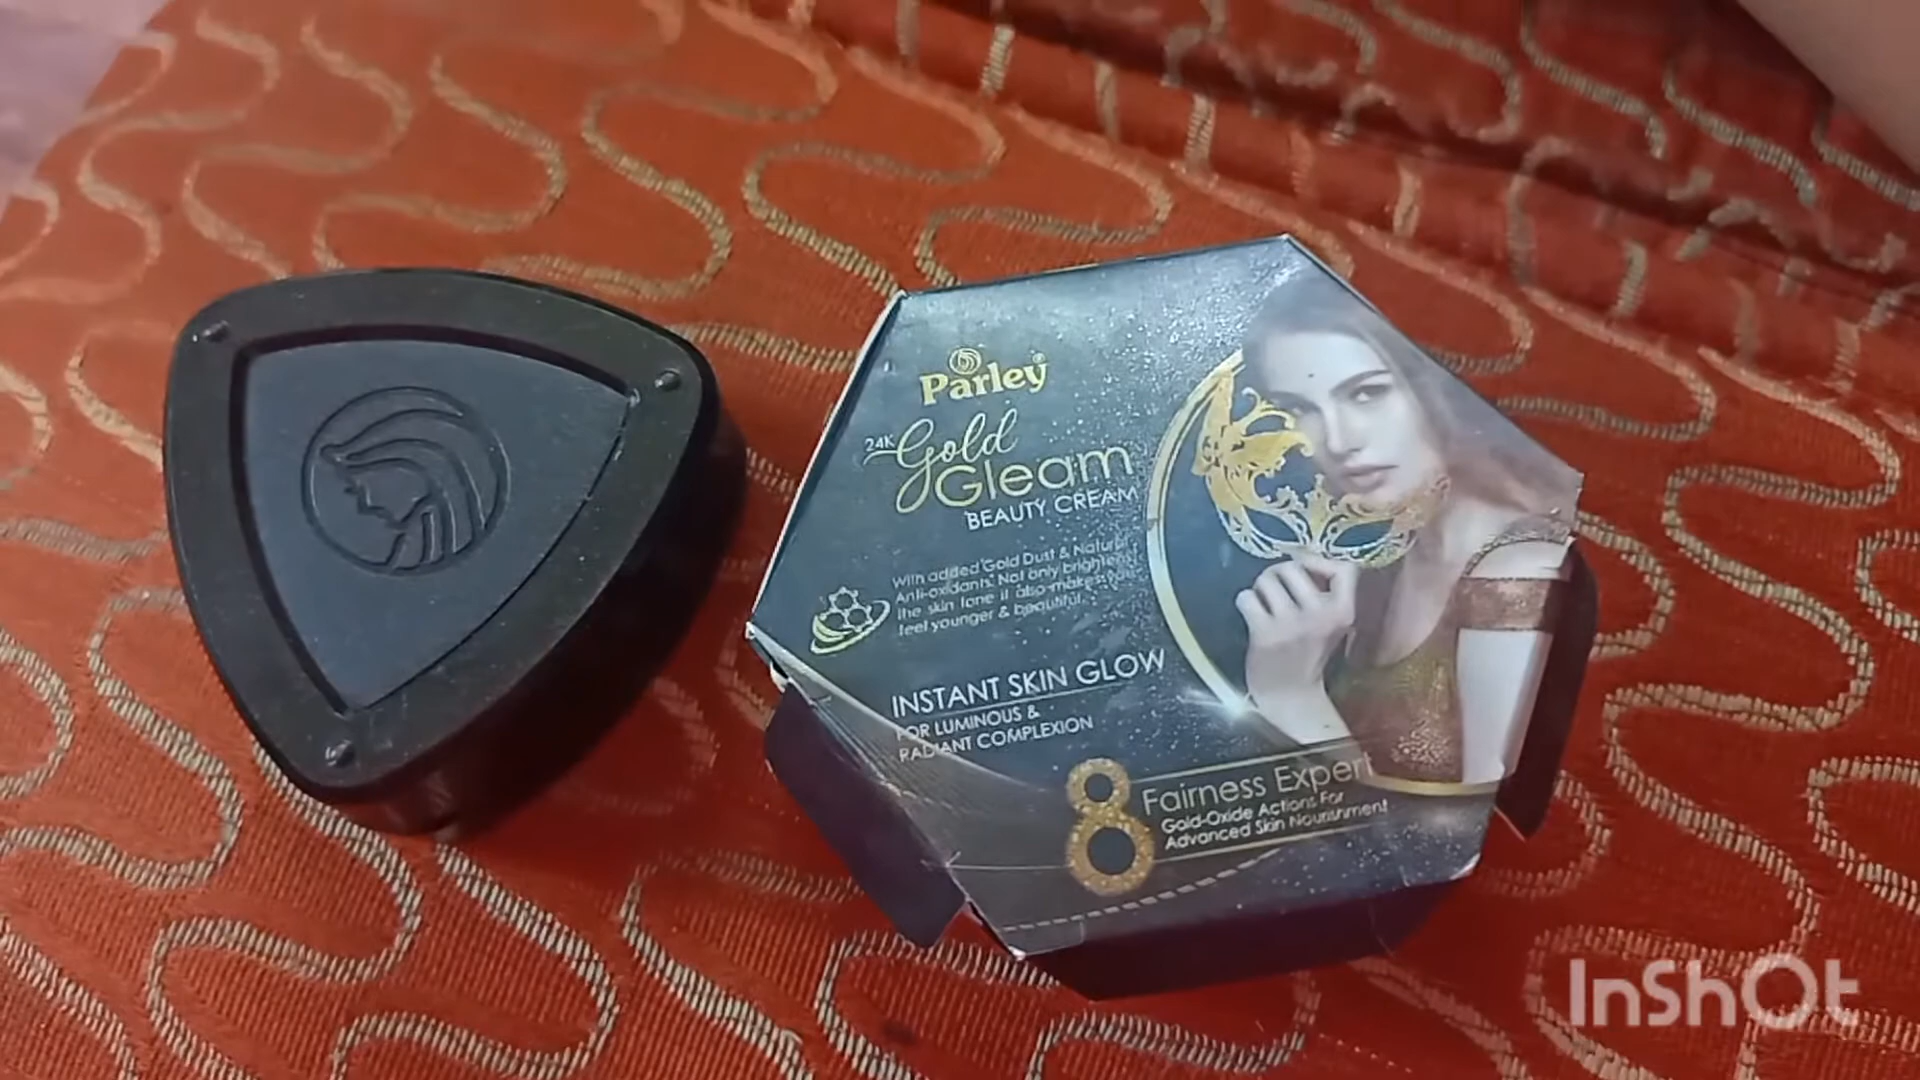 Parley
24K Gold
Gleam
BEAUTY CREAM
With added 'Gold Dust & Natural
Anti-oxidants'. Not only brightens
the skin tone it also makes you
feel younger & beautiful.
INSTANT SKIN GLOW
FOR LUMINOUS &
RADIANT COMPLEXION
8 Fairness Expert
Gold-Oxide Actions For
Advanced Skin Nourishment
InShOt